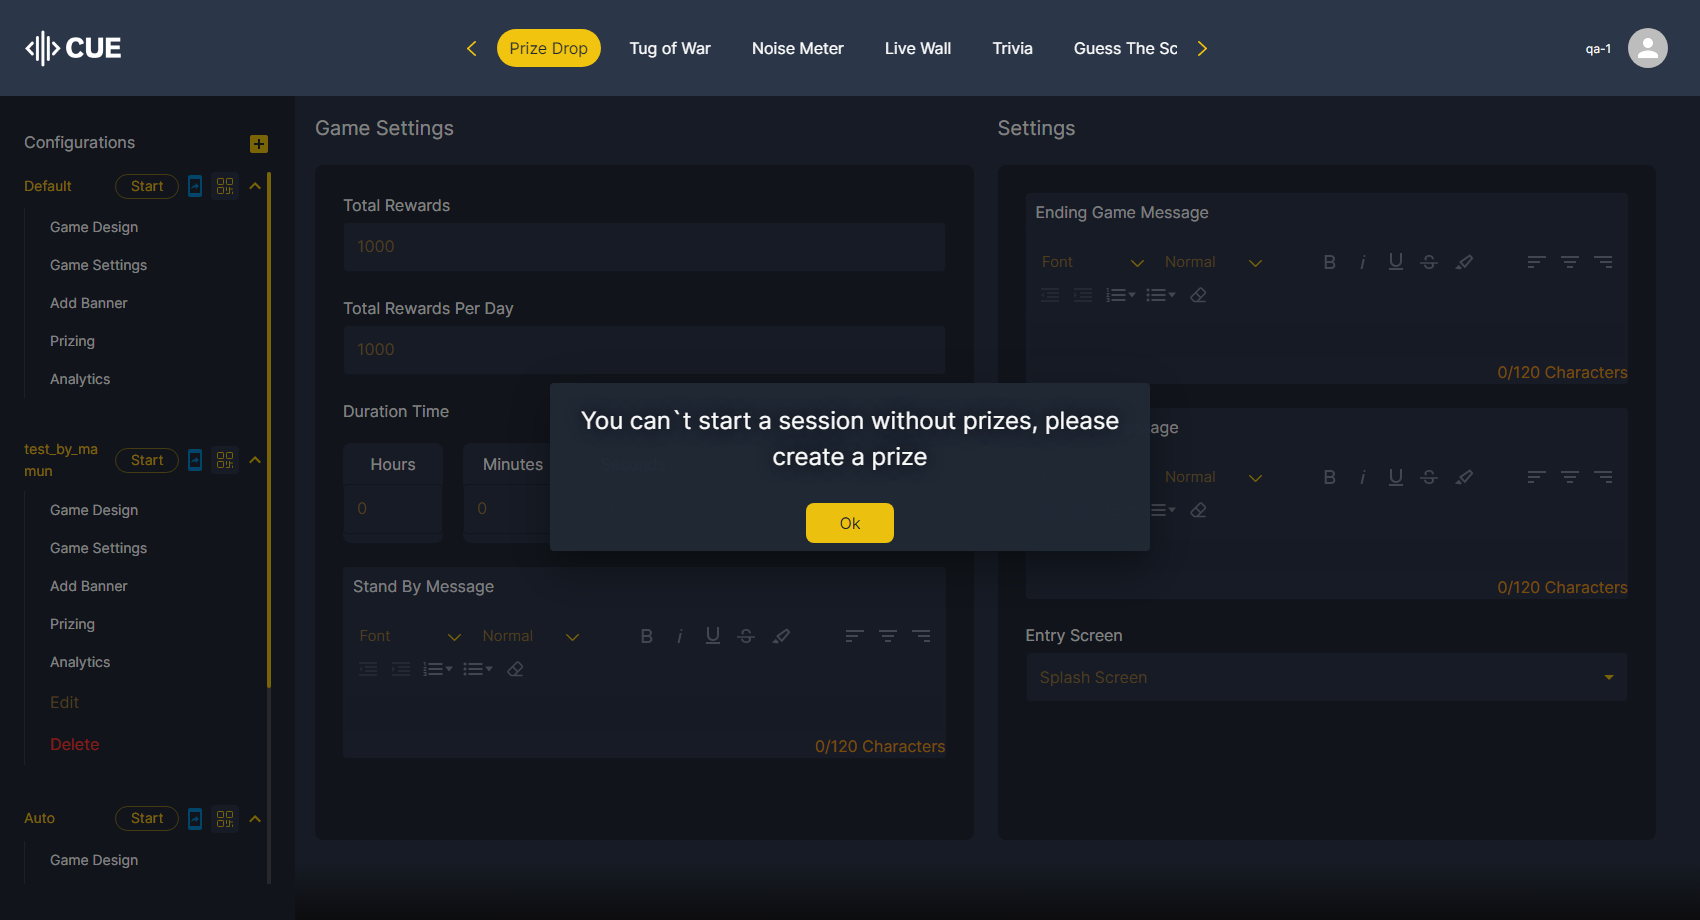 CUE
Prize Drop
Tug of War
Noise Meter
Live Wall
Trivia
Guess The Sc
qa-1
Configurations
Default
Start
Game Design
Game Settings
Add Banner
Prizing
Analytics
test_by_ma
mun
Start
Game Design
Game Settings
Add Banner
Prizing
Analytics
Edit
Delete
Auto
Start
Game Design
Game Settings
Total Rewards
1000
Total Rewards Per Day
1000
Duration Time
Hours
Minutes
0
0
Stand By Message
Font
Normal
0/120 Characters
You can`t start a session without prizes, please
create a prize
Ok
Settings
Ending Game Message
Font
Normal
0/120 Characters
age
Normal
0/120 Characters
Entry Screen
Splash Screen